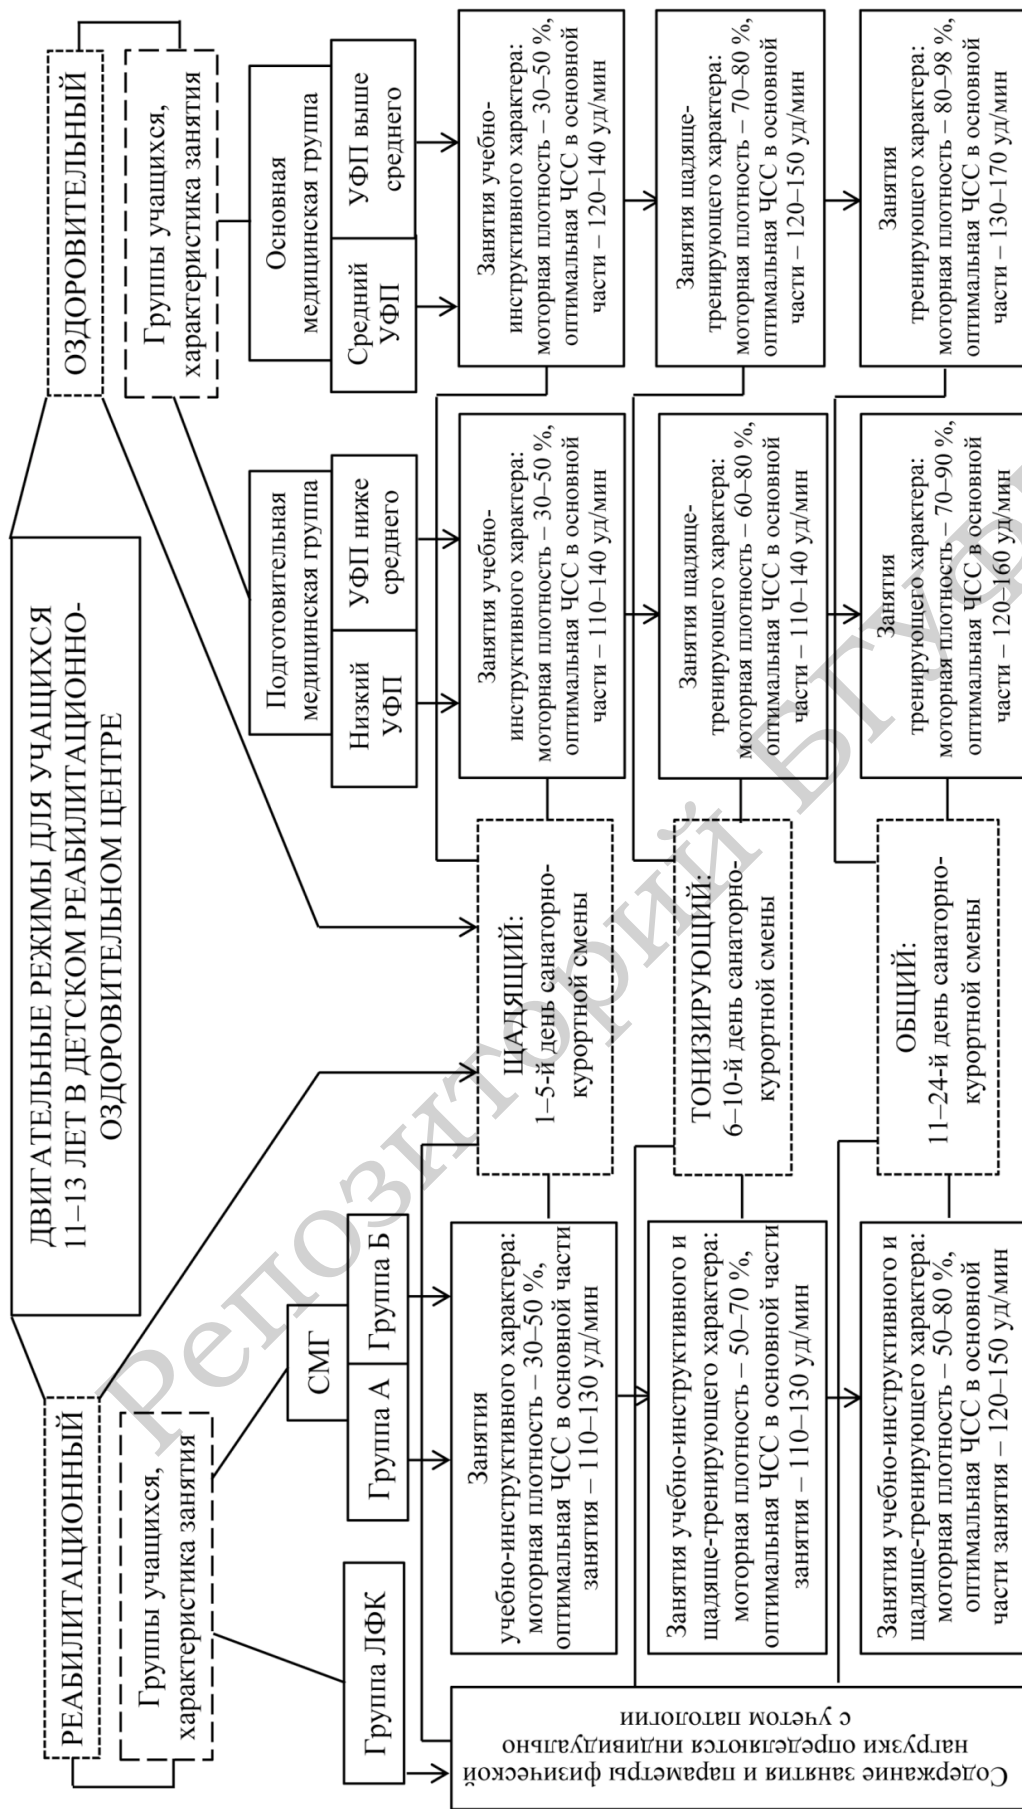 ДВИГАТЕЛЬНЫЕ РЕЖИМЫ ДЛЯ УЧАЩИХСЯ
11–13 ЛЕТ В ДЕТСКОМ РЕАБИЛИТАЦИОННО-
ОЗДОРОВИТЕЛЬНОМ ЦЕНТРЕ
РЕАБИЛИТАЦИОННЫЙ
Группы учащихся,
характеристика занятия
Группа ЛФК
СМГ
Группа А
Группа Б
Содержание занятия и параметры физической
нагрузки определяются индивидуально
с учетом патологии
Занятия
учебно-инструктивного характера:
моторная плотность – 30–50 %,
оптимальная ЧСС в основной части
занятия – 110–130 уд/мин
Занятия учебно-инструктивного и
щадяще-тренирующего характера:
моторная плотность – 50–70 %,
оптимальная ЧСС в основной части
занятия – 110–130 уд/мин
Занятия учебно-инструктивного и
щадяще-тренирующего характера:
моторная плотность – 50–80 %,
оптимальная ЧСС в основной
части занятия – 120–150 уд/мин
ЩАДЯЩИЙ:
1–5-й день санаторно-
курортной смены
ТОНИЗИРУЮЩИЙ:
6–10-й день санаторно-
курортной смены
ОБЩИЙ:
11–24-й день санаторно-
курортной смены
ОЗДОРОВИТЕЛЬНЫЙ
Группы учащихся,
характеристика занятия
Подготовительная
медицинская группа
Низкий
УФП
УФП ниже
среднего
Занятия учебно-
инструктивного характера:
моторная плотность – 30–50 %,
оптимальная ЧСС в основной
части – 110–140 уд/мин
Занятия щадяще-
тренирующего характера:
моторная плотность – 60–80 %,
оптимальная ЧСС в основной
части – 110–140 уд/мин
Занятия
тренирующего характера:
моторная плотность – 70–90 %,
оптимальная ЧСС в основной
части – 120–160 уд/мин
Основная
медицинская группа
Средний
УФП
УФП выше
среднего
Занятия учебно-
инструктивного характера:
моторная плотность – 30–50 %,
оптимальная ЧСС в основной
части – 120–140 уд/мин
Занятия щадяще-
тренирующего характера:
моторная плотность – 70–80 %,
оптимальная ЧСС в основной
части – 120–150 уд/мин
Занятия
тренирующего характера:
моторная плотность – 80–98 %,
оптимальная ЧСС в основной
части – 130–170 уд/мин
Репозиторий